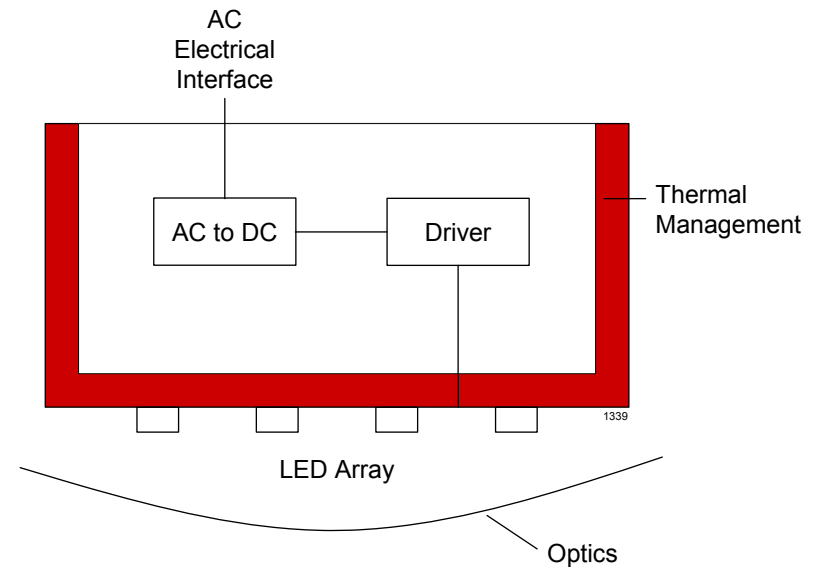 AC
Electrical
Interface
AC to DC
Driver
Thermal
Management
1339
LED Array
Optics